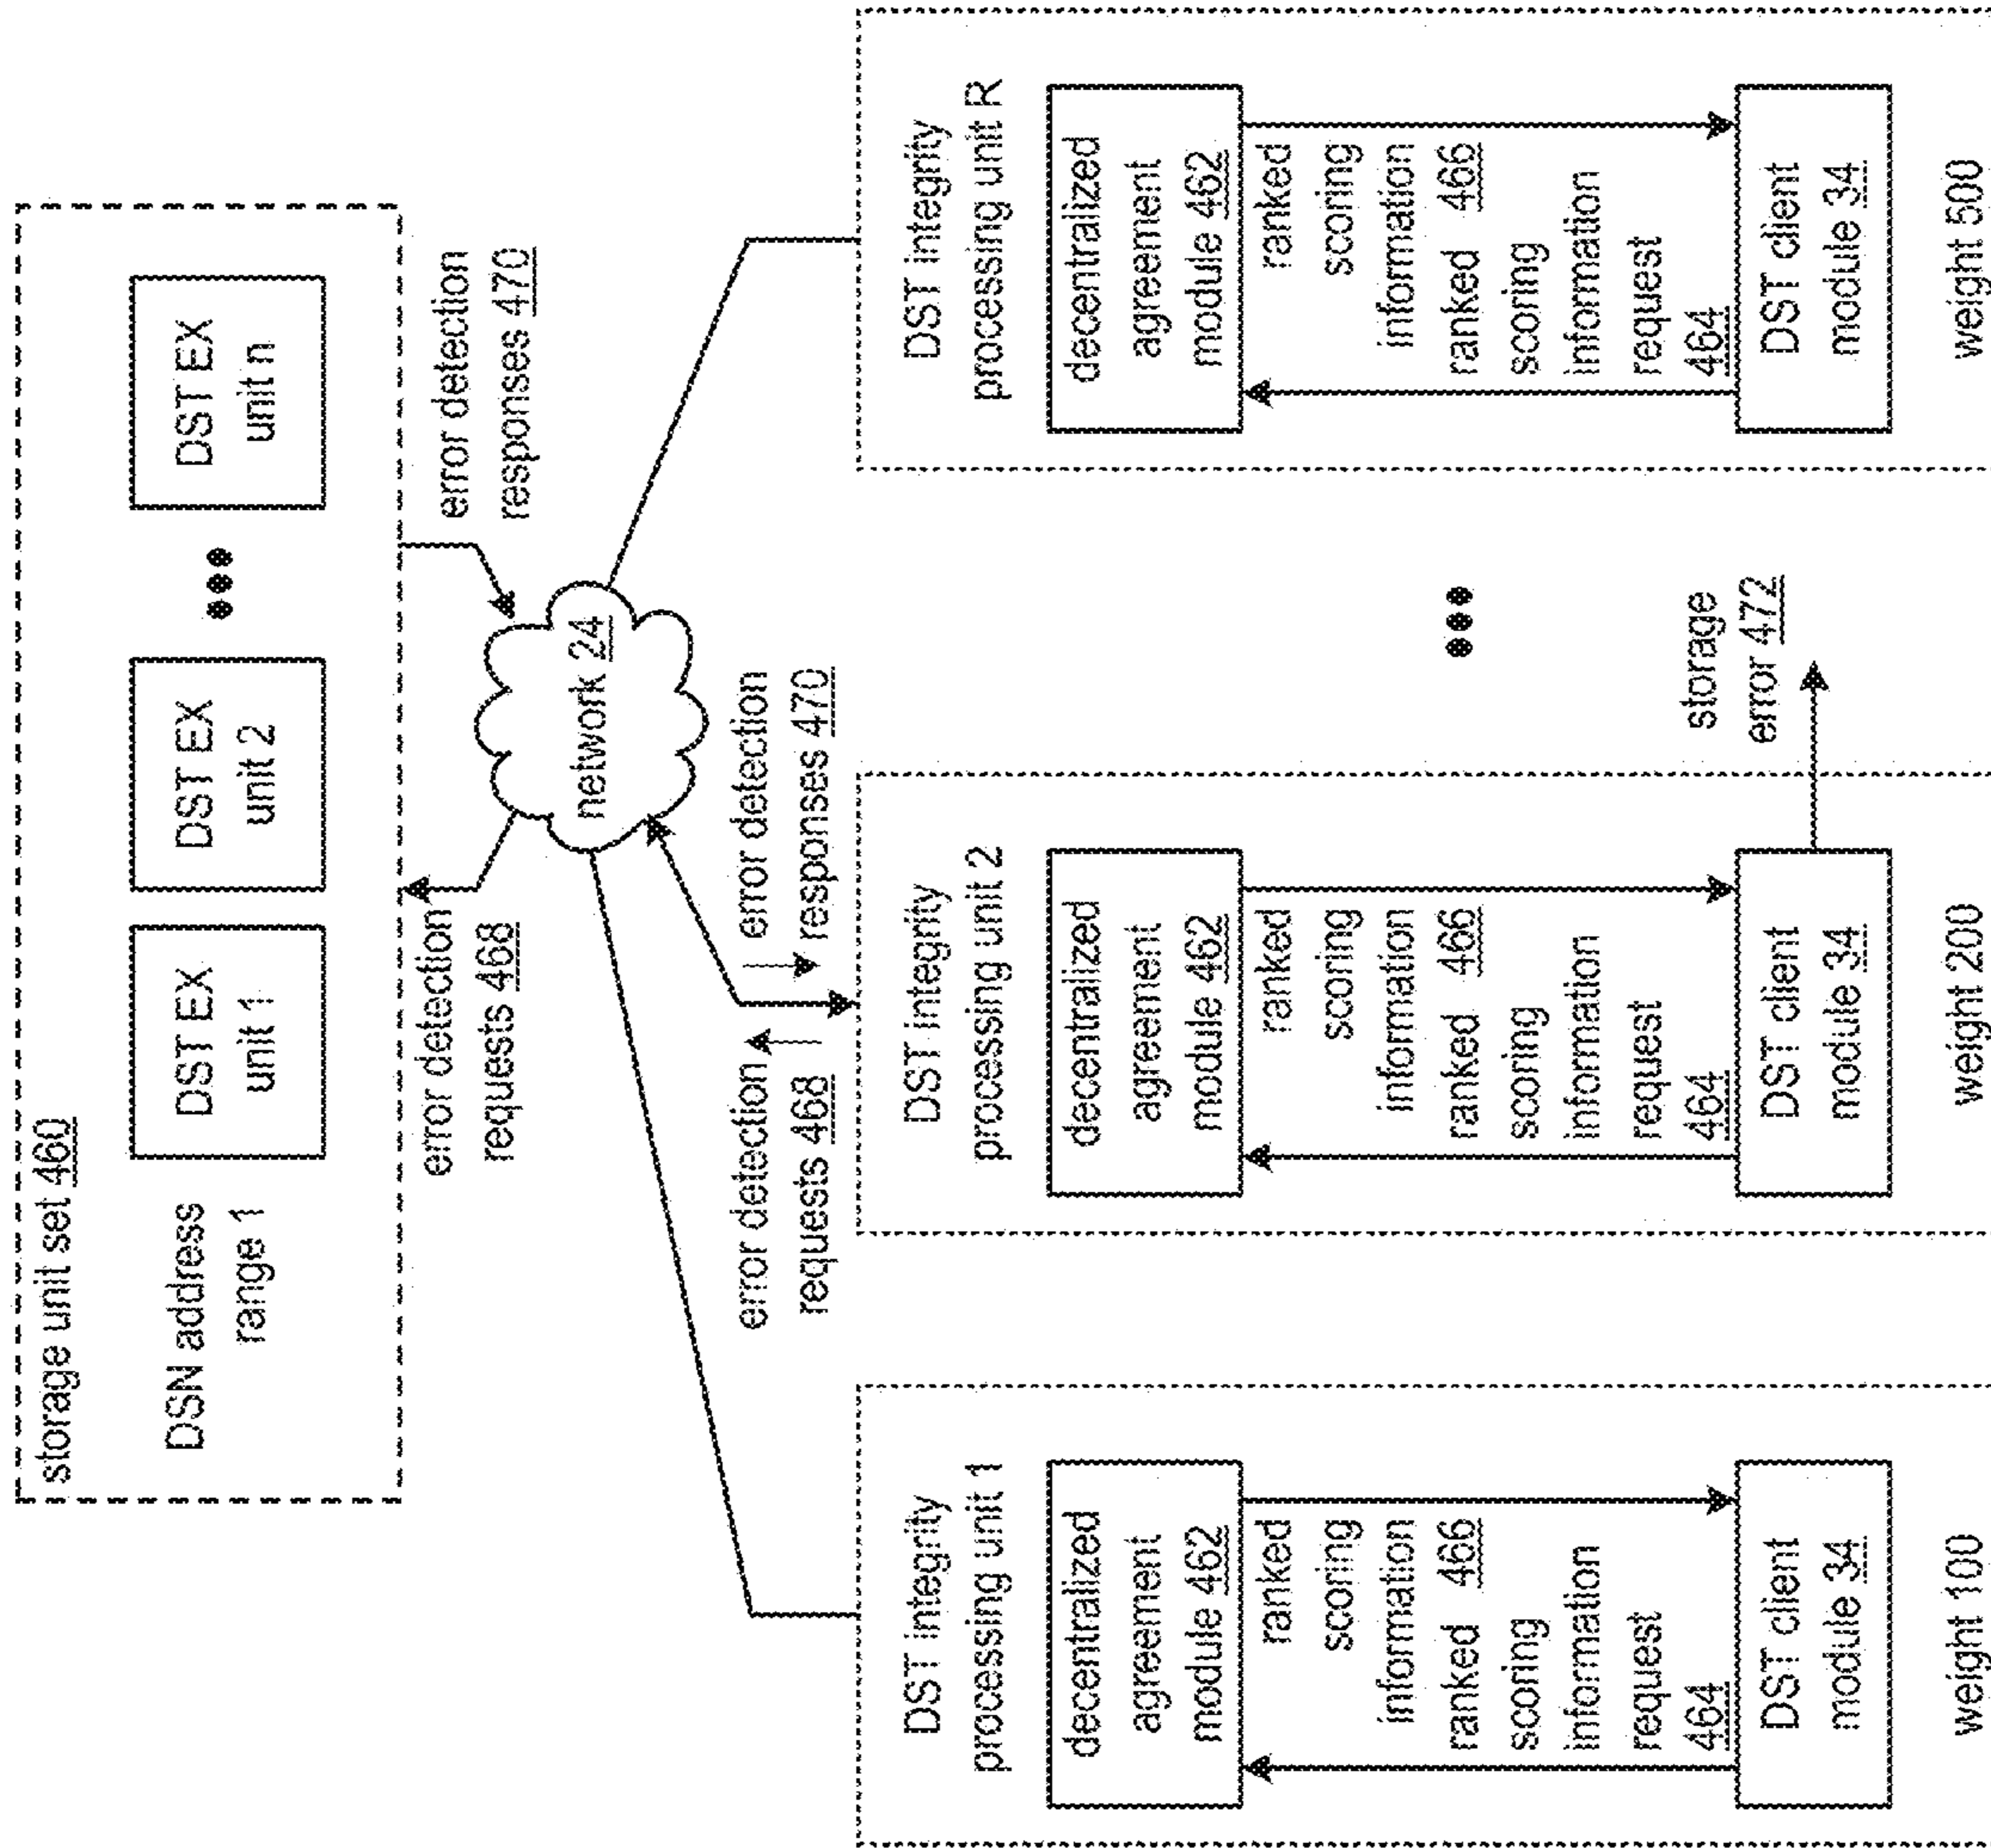 storage unit set 460
DSN address
range 1
DST EX
unit 1
DST EX
unit 2
DST EX
unit n
error detection
requests 468
error detection
responses 470
network 24
error detection
requests 468
error detection
responses 470
DST integrity
processing unit 1
decentralized
agreement
module 462
ranked
scoring
information
466
ranked
scoring
information
request
464
DST client
module 34
weight 100
DST integrity
processing unit 2
decentralized
agreement
module 462
ranked
scoring
information
466
ranked
scoring
information
request
464
DST client
module 34
weight 200
storage
error 472
DST integrity
processing unit R
decentralized
agreement
module 462
ranked
scoring
information
466
ranked
scoring
information
request
464
DST client
module 34
weight 500